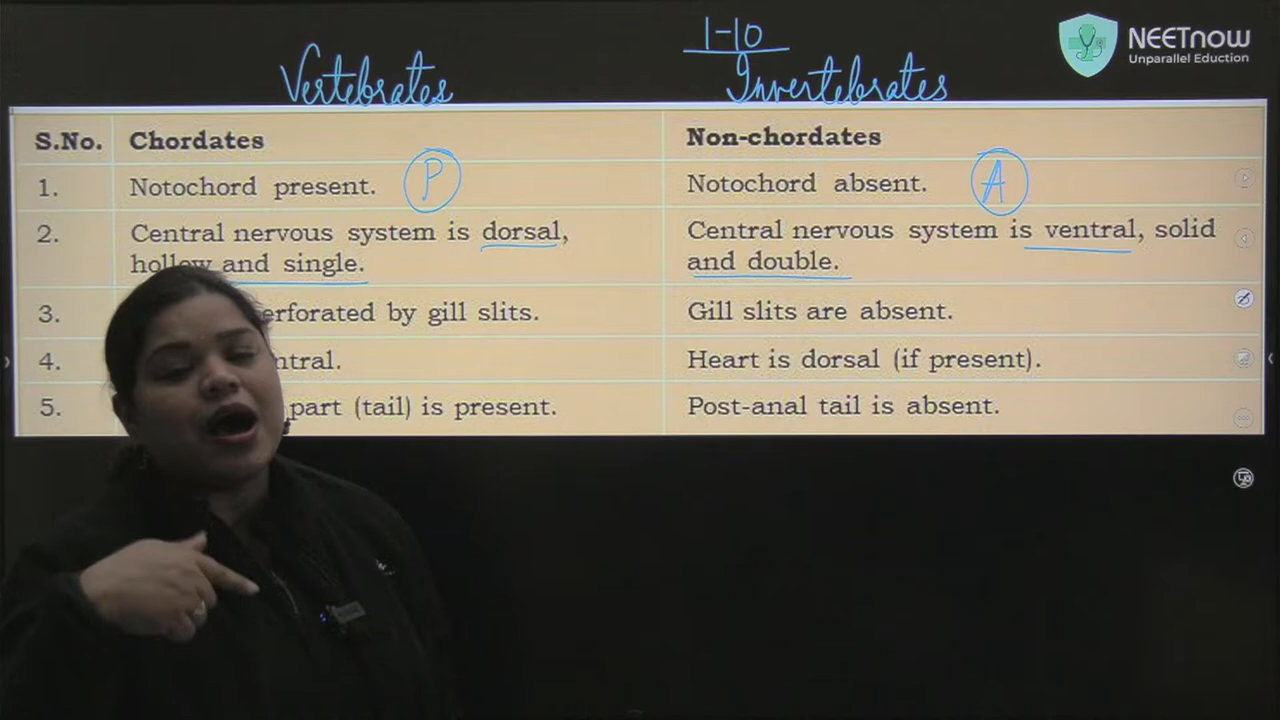 1-10
NEETnow
Unparallel Eduction
Vertebrates Invertebrates
S.No. Chordates Non-chordates
1. Notochord present. P Notochord absent. A
2. Central nervous system is dorsal, Central nervous system is ventral, solid
hollow and single. and double.
3. erforated by gill slits. Gill slits are absent.
4. ntral. Heart is dorsal (if present).
5. part (tail) is present. Post-anal tail is absent.